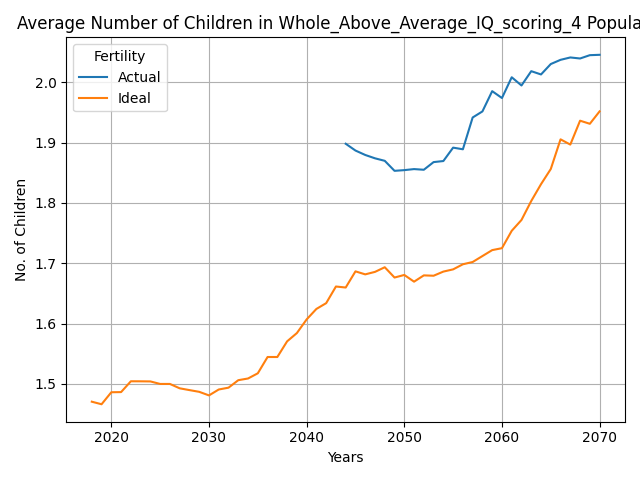 Average Number of Children in Whole_Above_Average_IQ_scoring_4 Popula
Fertility
Actual
Ideal
2.0
1.9
1.8
1.7
1.6
1.5
No. of Children
2020 2030 2040 2050 2060 2070
Years